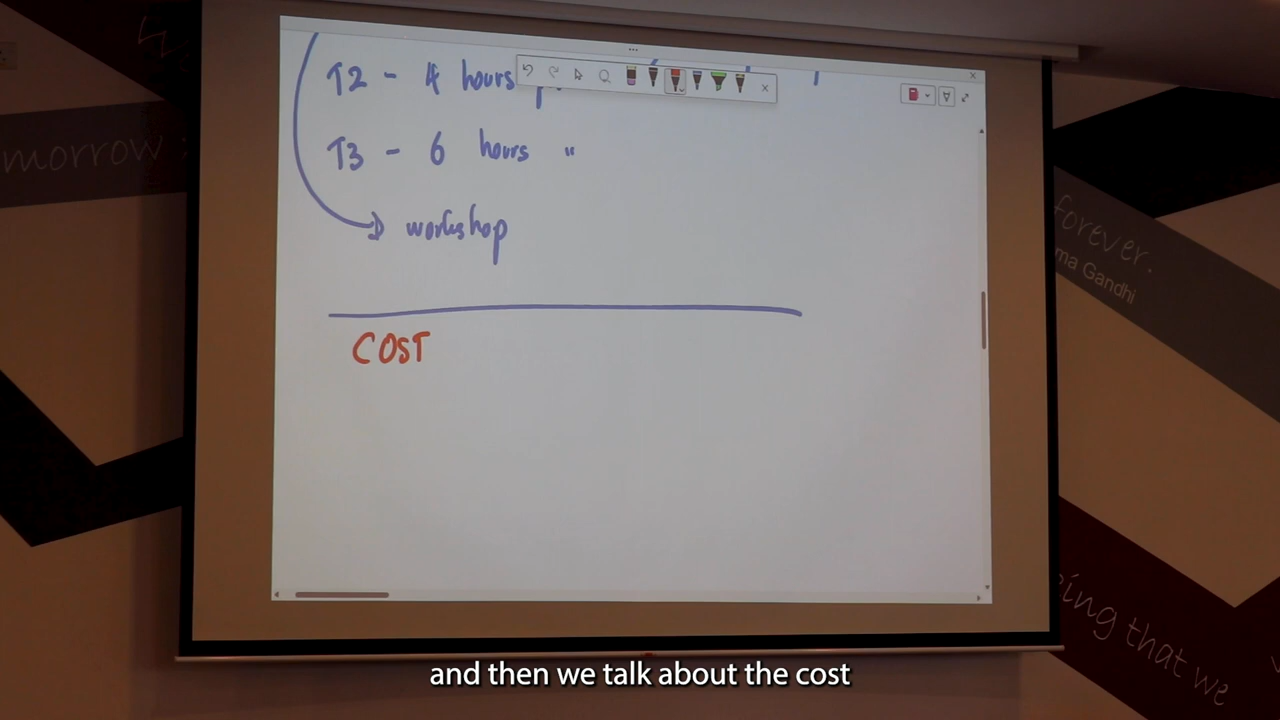 T2 - 4 hours
T3 - 6 hours "
workshop
COST
morrow
forever.
ma Gandhi
eing that we
and then we talk about the cost